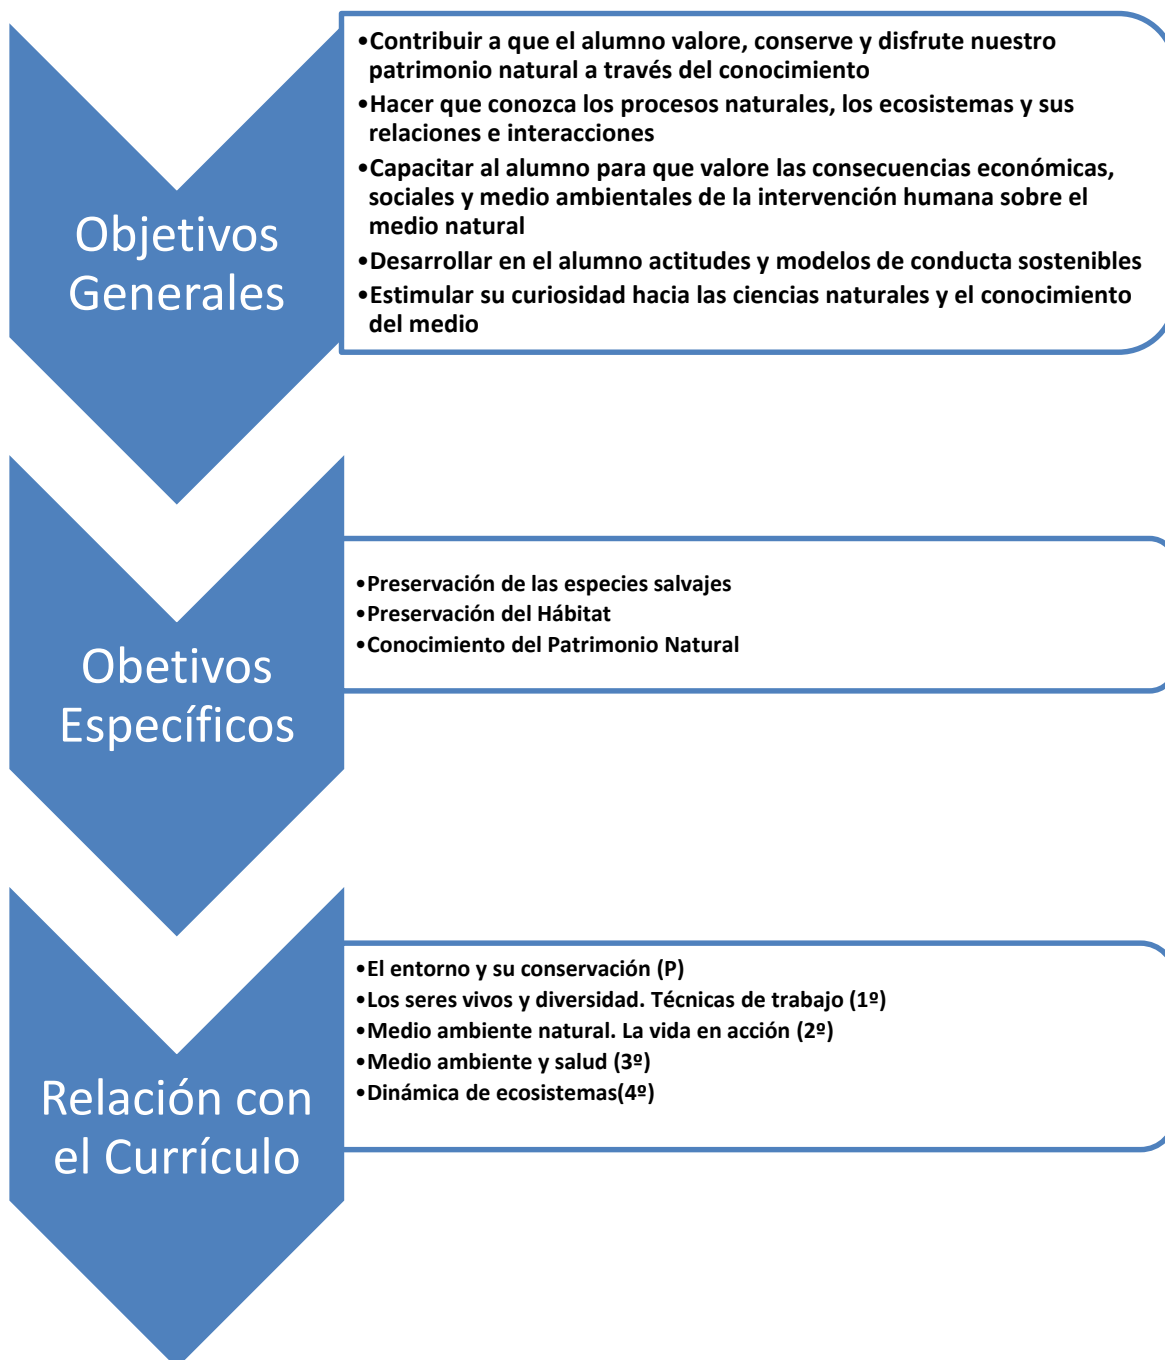 Objetivos
Generales
•Contribuir a que el alumno valore, conserve y disfrute nuestro
patrimonio natural a través del conocimiento
•Hacer que conozca los procesos naturales, los ecosistemas y sus
relaciones e interacciones
•Capacitar al alumno para que valore las consecuencias económicas,
sociales y medio ambientales de la intervención humana sobre el
medio natural
•Desarrollar en el alumno actitudes y modelos de conducta sostenibles
•Estimular su curiosidad hacia las ciencias naturales y el conocimiento
del medio
Obetivos
Específicos
•Preservación de las especies salvajes
•Preservación del Hábitat
•Conocimiento del Patrimonio Natural
Relación con
el Currículo
•El entorno y su conservación (P)
•Los seres vivos y diversidad. Técnicas de trabajo (1º)
•Medio ambiente natural. La vida en acción (2º)
•Medio ambiente y salud (3º)
•Dinámica de ecosistemas(4º)